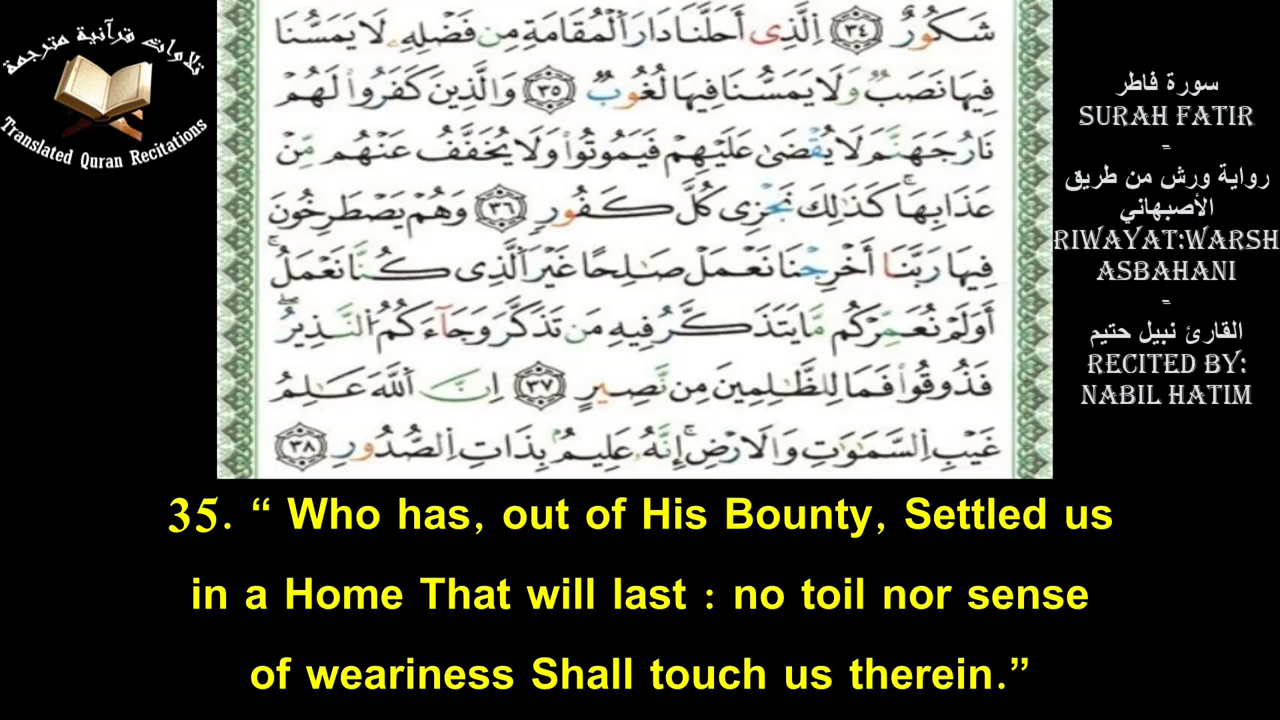 تلاوات قرآنية مترجمة
Translated Quran Recitations
شَكُورٌ ٣٤ اِ۬لَّذِى أَحَلَّنَا دَارَ اَ۬لْمُقَامَةِ مِن فَضْلِهِۦ لَا يَمَسُّنَا
فِيهَا نَصَبٌ وَلَا يَمَسُّنَا فِيهَا لُغُوبٌ ٣٥ وَالَّذِينَ كَفَرُواْ لَهُمْ
نَارُ جَهَنَّمَ لَا يُقْضَىٰ عَلَيْهِمْ فَيَمُوتُواْ وَلَا يُخَفَّفُ عَنْهُم مِّنْ
عَذَابِهَا كَذَٰلِكَ نَجْزِى كُلَّ كَفُورٍ ٣٦ وَهُمْ يَصْطَرِخُونَ
فِيهَا رَبَّنَا أَخْرِجْنَا نَعْمَلْ صَٰلِحًا غَيْرَ اَ۬لَّذِى كُنَّا نَعْمَلُ
أَوَلَمْ نُعَمِّرْكُم مَّا يَتَذَكَّرُ فِيهِ مَن تَذَكَّرَ وَجَآءَكُمُ اُ۬لنَّذِيرُ
فَذُوقُواْ فَمَا لِلظَّٰلِمِينَ مِن نَّصِيرٍ ٣٧ اِنَّ اَ۬للَّهَ عَٰلِمُ
غَيْبِ اِ۬لسَّمَٰوَٰتِ وَالَارْضِ إِنَّهُۥ عَلِيمٌ بِذَاتِ اِ۬لصُّدُورِ ٣٨
سورة فاطر
SURAH FATIR
-
رواية ورش من طريق
الأصبهاني
RIWAYAT:WARSH
ASBAHANI
-
القارئ نبيل حتيم
RECITED BY:
NABIL HATIM
35. “ Who has, out of His Bounty, Settled us
in a Home That will last : no toil nor sense
of weariness Shall touch us therein.”